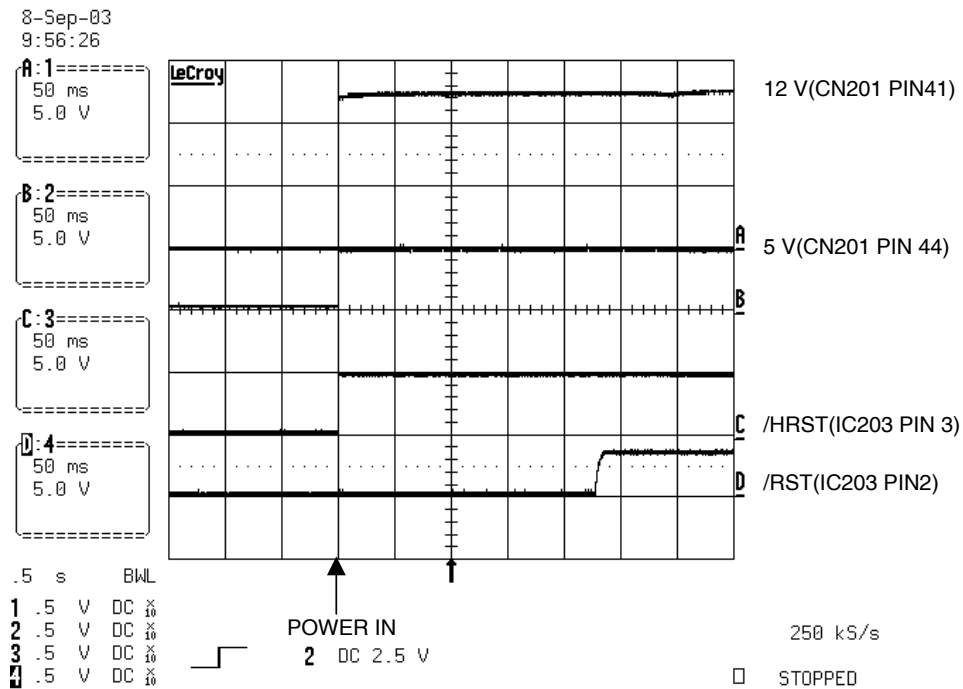 8-Sep-03
9:56:26
A:1
50 ms
5.0 V
B:2
50 ms
5.0 V
C:3
50 ms
5.0 V
D:4
50 ms
5.0 V
LeCroy
12 V(CN201 PIN41)
A
5 V(CN201 PIN 44)
B
C
/HRST(IC203 PIN 3)
D
/RST(IC203 PIN2)
.5 s BWL
1 .5 V DC X10
2 .5 V DC X10
3 .5 V DC X10
4 .5 V DC X10
POWER IN
2 DC 2.5 V
250 kS/s
STOPPED